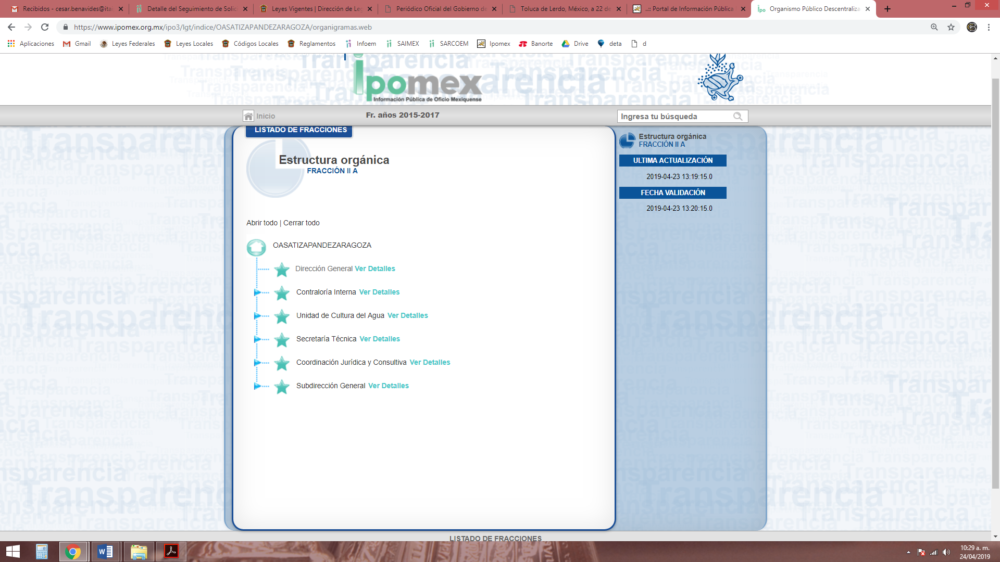 Recibidos - cesar.benavides@itai
Detalle del Seguimiento de Solic
Leyes Vigentes | Dirección de Leg
Periódico Oficial del Gobierno de
Toluca de Lerdo, México, a 22 de
..:: Portal de Información Pública
Organismo Público Descentraliza
https://www.ipomex.org.mx/ipo3/lgt/indice/OASATIZAPANDEZARAGOZA/organigramas.web
Aplicaciones Gmail Leyes Federales Leyes Locales Códigos Locales Reglamentos Infoem SAIMEX SARCOEM Ipomex Banorte Drive deta d
Transparencia
ipomex
Información Pública de Oficio Mexiquense
Inicio
Fr. años 2015-2017
Ingresa tu búsqueda
LISTADO DE FRACCIONES
Estructura orgánica
FRACCIÓN II A
Estructura orgánica
FRACCIÓN II A
ULTIMA ACTUALIZACIÓN
2019-04-23 13:19:15.0
FECHA VALIDACIÓN
2019-04-23 13:20:15.0
Abrir todo | Cerrar todo
OASATIZAPANDEZARAGOZA
Dirección General Ver Detalles
Contraloría Interna Ver Detalles
Unidad de Cultura del Agua Ver Detalles
Secretaría Técnica Ver Detalles
Coordinación Jurídica y Consultiva Ver Detalles
Subdirección General Ver Detalles
LISTADO DE FRACCIONES
10:29 a. m.
24/04/2019